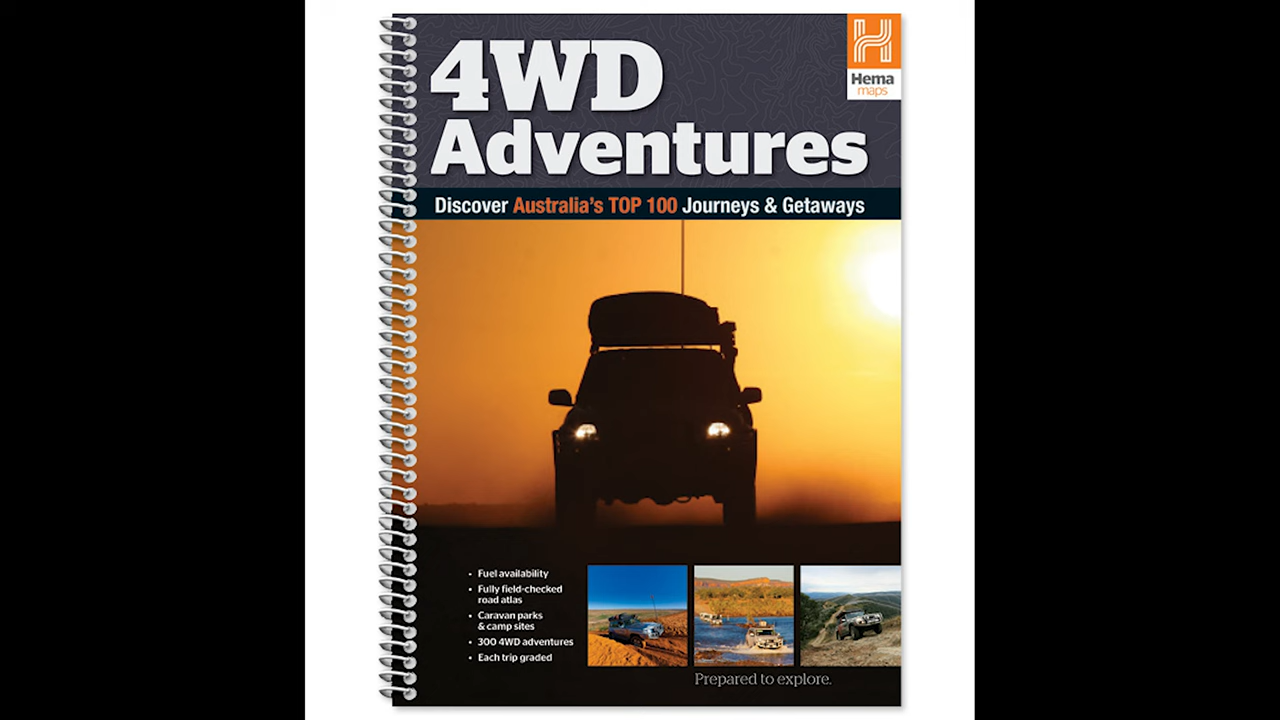 4WD
Adventures
Hema
maps
Discover Australia's TOP 100 Journeys & Getaways
• Fuel availability
• Fully field-checked
road atlas
• Caravan parks
& camp sites
• 300 4WD adventures
• Each trip graded
Prepared to explore.